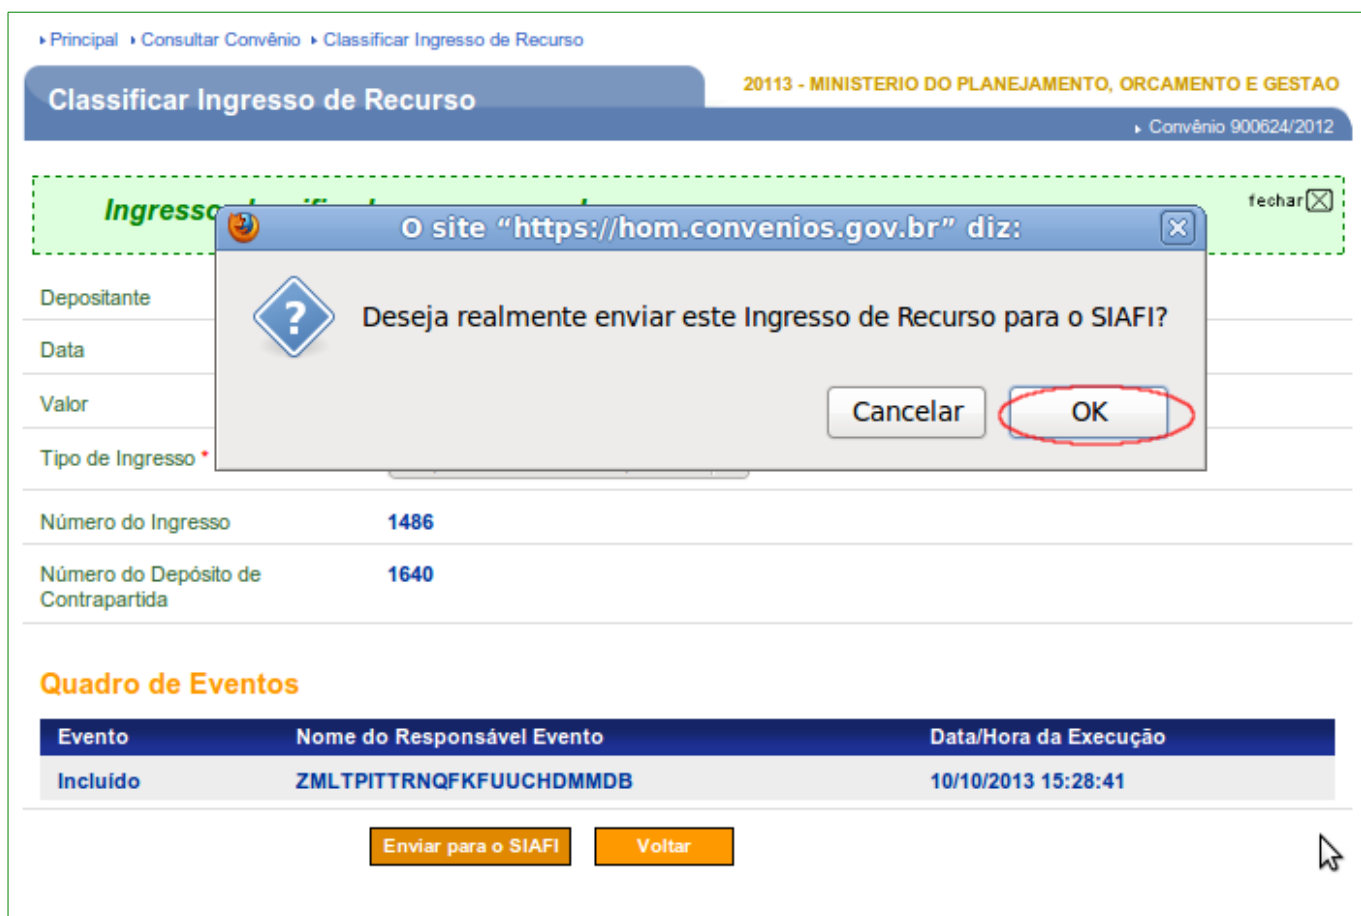 Principal Consultar Convênio Classificar Ingresso de Recurso
Classificar Ingresso de Recurso
20113 - MINISTERIO DO PLANEJAMENTO, ORCAMENTO E GESTAO
Convênio 900624/2012
Ingresso
fechar
O site “https://hom.convenios.gov.br” diz:
Deseja realmente enviar este Ingresso de Recurso para o SIAFI?
Cancelar OK
Depositante
Data
Valor
Tipo de Ingresso *
Número do Ingresso 1486
Número do Depósito de
Contrapartida
1640
Quadro de Eventos
Evento Nome do Responsável Evento Data/Hora da Execução
Incluído ZMLTPITTRNQFKFUUCHDMMDB 10/10/2013 15:28:41
Enviar para o SIAFI Voltar